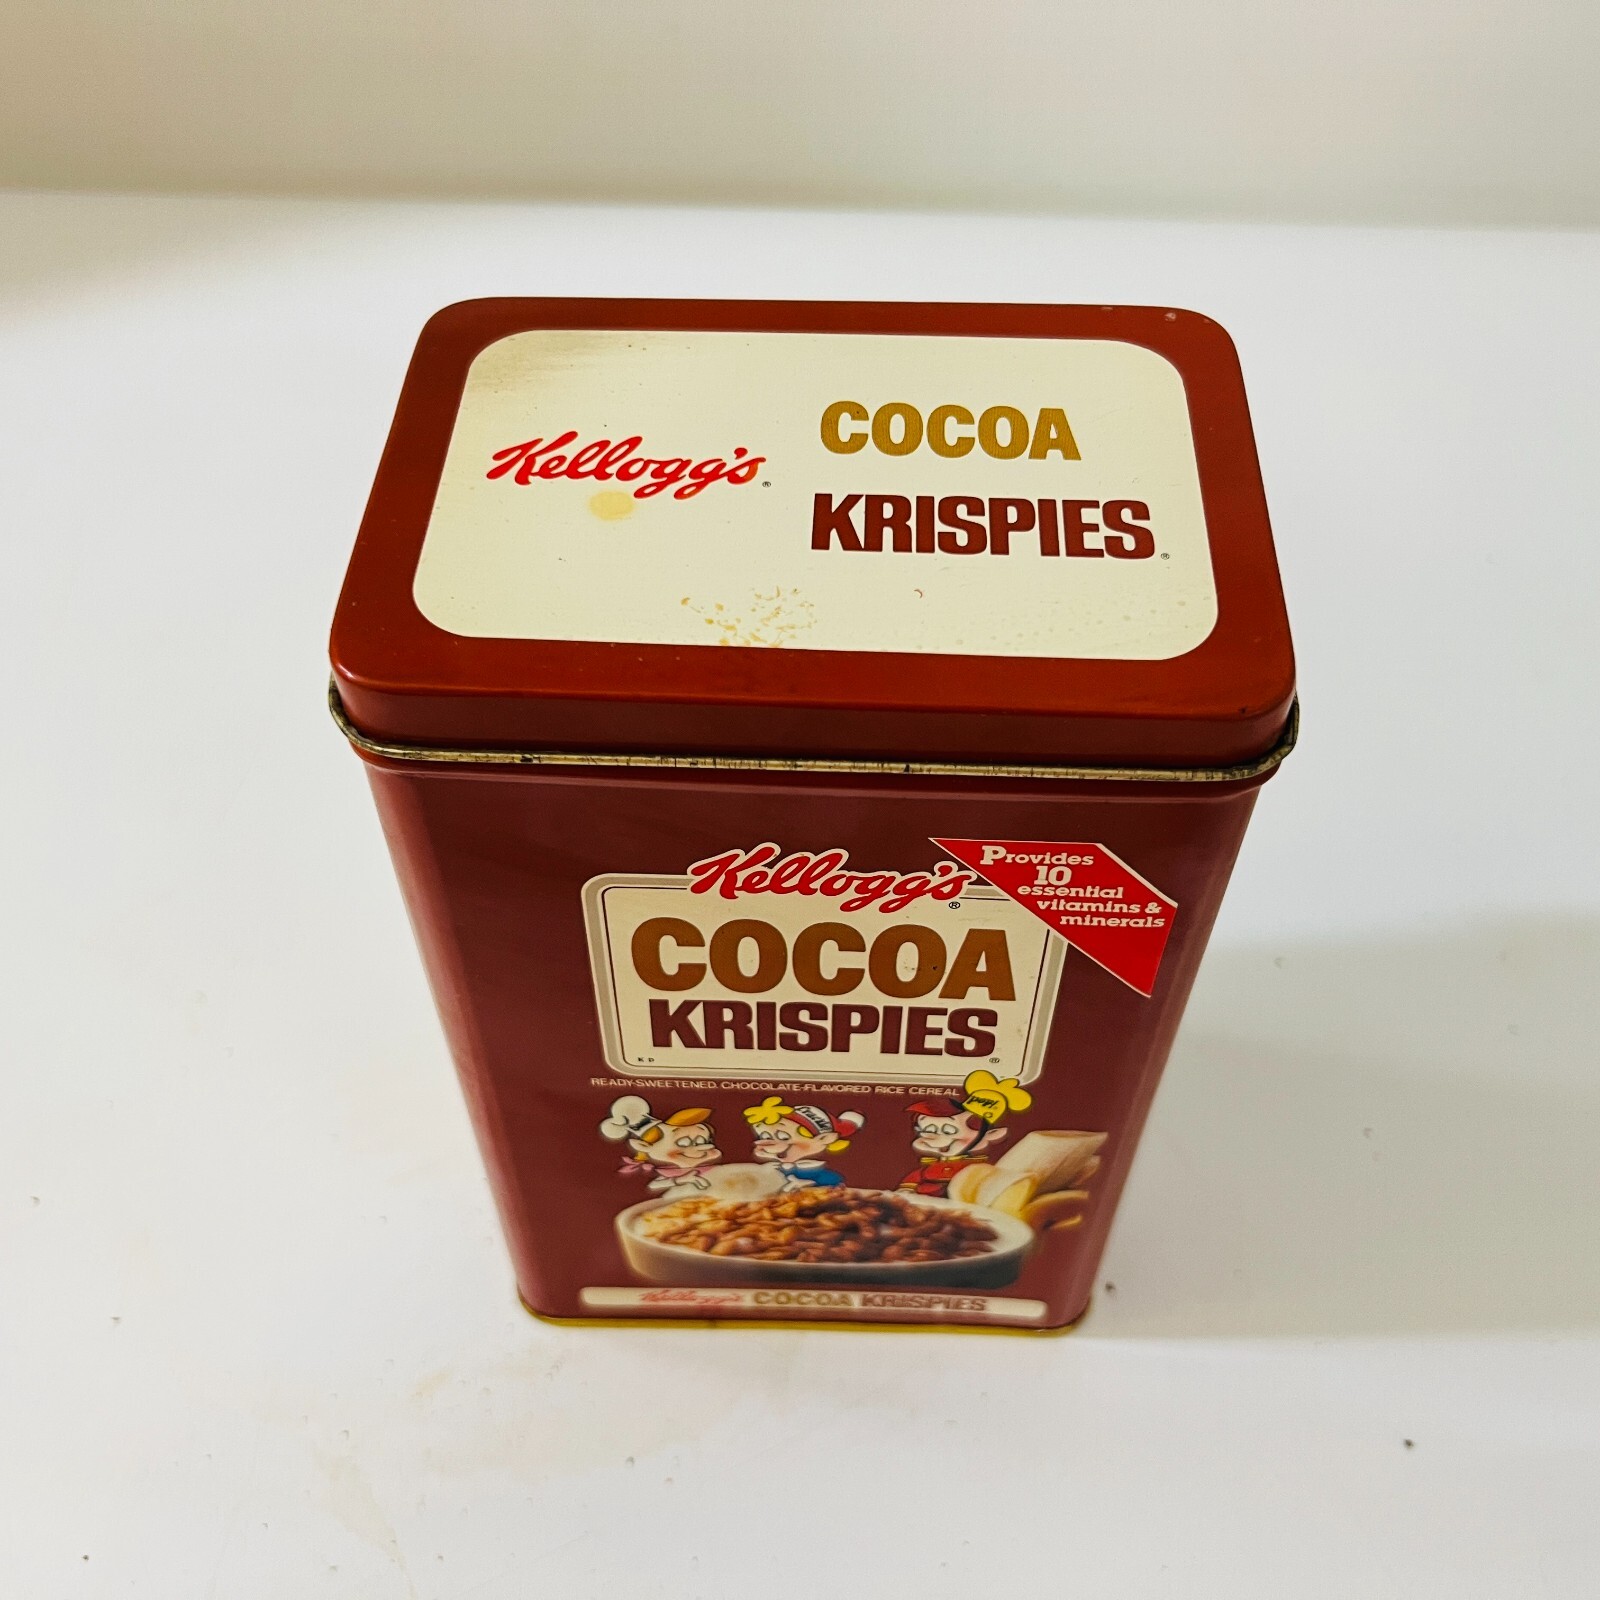 Kellogg's®
COCOA
KRISPIES®
Kellogg's®
Provides
10
essential
vitamins &
minerals
COCOA
KRISPIES®
K D
READY-SWEETENED, CHOCOLATE-FLAVORED RICE CEREAL
Kellogg's COCOA KRISPIES